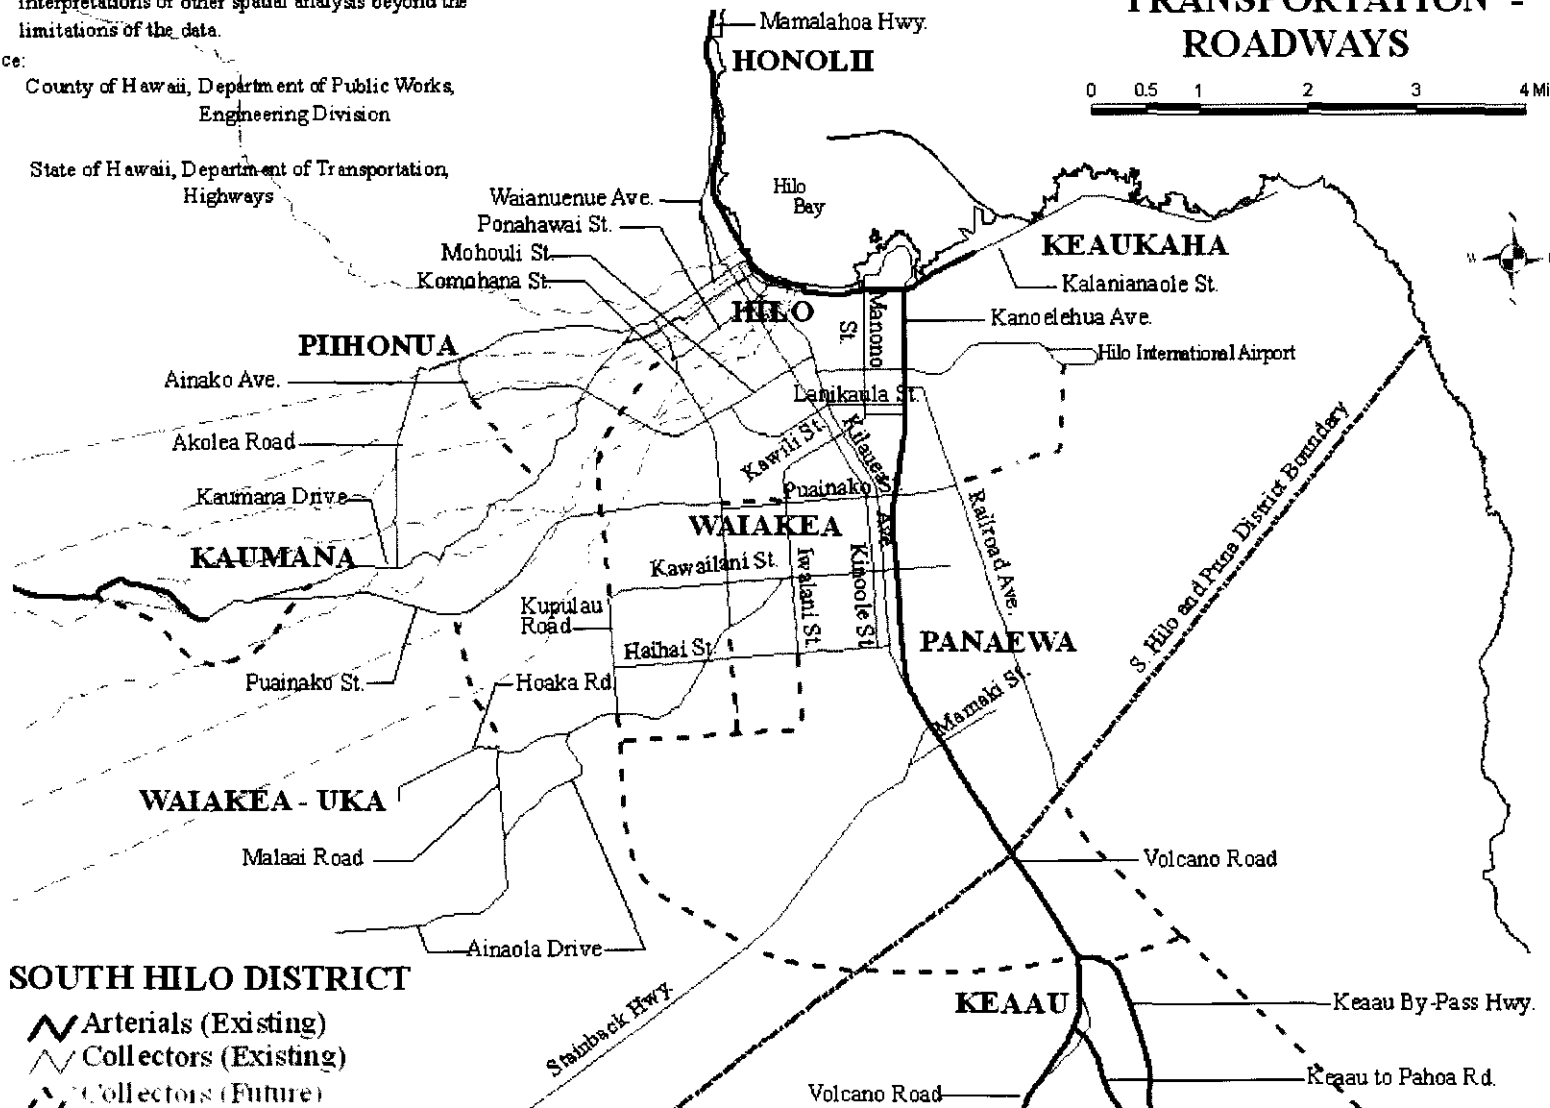 interpretations or other spatial analysis beyond the
limitations of the data.
ce:
County of Hawaii, Department of Public Works,
Engineering Division
State of Hawaii, Department of Transportation,
Highways
TRANSPORTATION -
ROADWAYS
0 0.5 1 2 3 4 Mi
Mamalahoa Hwy.
HONOLII
Waianuenue Ave.
Ponahawai St.
Mohouli St.
Komohana St.
Hilo
Bay
KEAUKAHA
Kalanianaole St.
W
HILO
Manono
St.
Kanoelehua Ave.
PIIHONUA
Hilo International Airport
Ainako Ave.
Lanikaula St.
Akolea Road
Kawili St.
Kilauea
Ave.
Kaumana Drive
Puainako St.
WAIAKEA
Railroad Ave.
S. Hilo and Puna District Boundary
KAUMANA
Kawailani St.
Iwalani St.
Kinoole St.
Kupulau
Road
Haihai St.
PANAEWA
Puainako St.
Hoaka Rd.
Mamaki St.
WAIAKEA - UKA
Malaai Road
Volcano Road
Ainaola Drive
SOUTH HILO DISTRICT
Arterials (Existing)
Collectors (Existing)
Collectors (Future)
Stainback Hwy.
KEAAU
Keaau By-Pass Hwy.
Keaau to Pahoa Rd.
Volcano Road